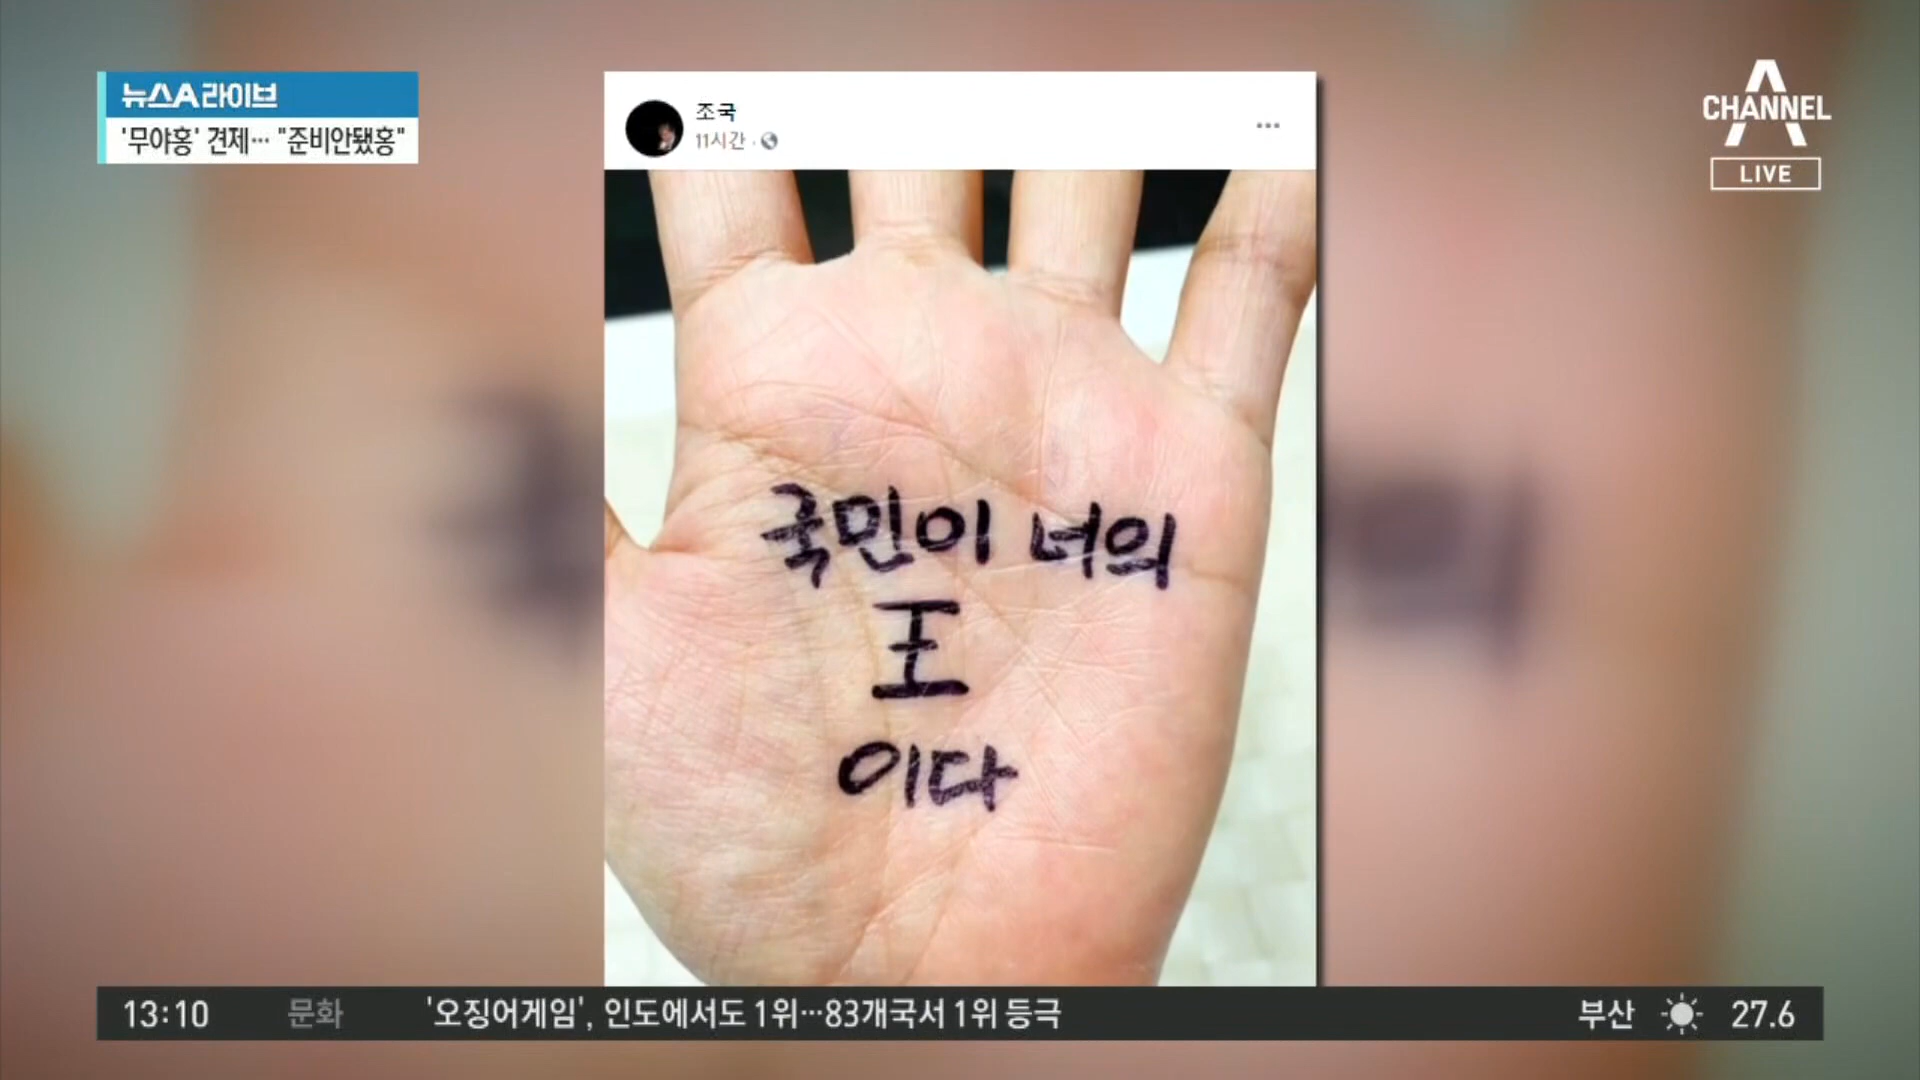 뉴스A 라이브
'무야홍' 견제… "준비안됐홍"
CHANNEL A
LIVE
조국
11시간
국민이 너의
王
이다
13:10 문화 '오징어게임', 인도에서도 1위…83개국서 1위 등극 부산 27.6